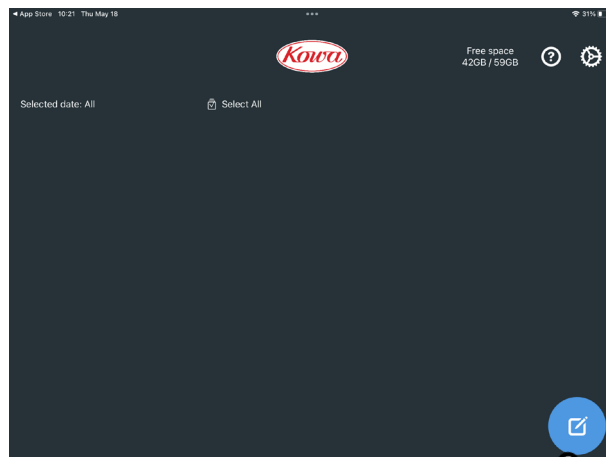 ◀ App Store 10:21 Thu May 18
31%
Kowa
Free space
42GB / 59GB
?
Selected date: All
Select All